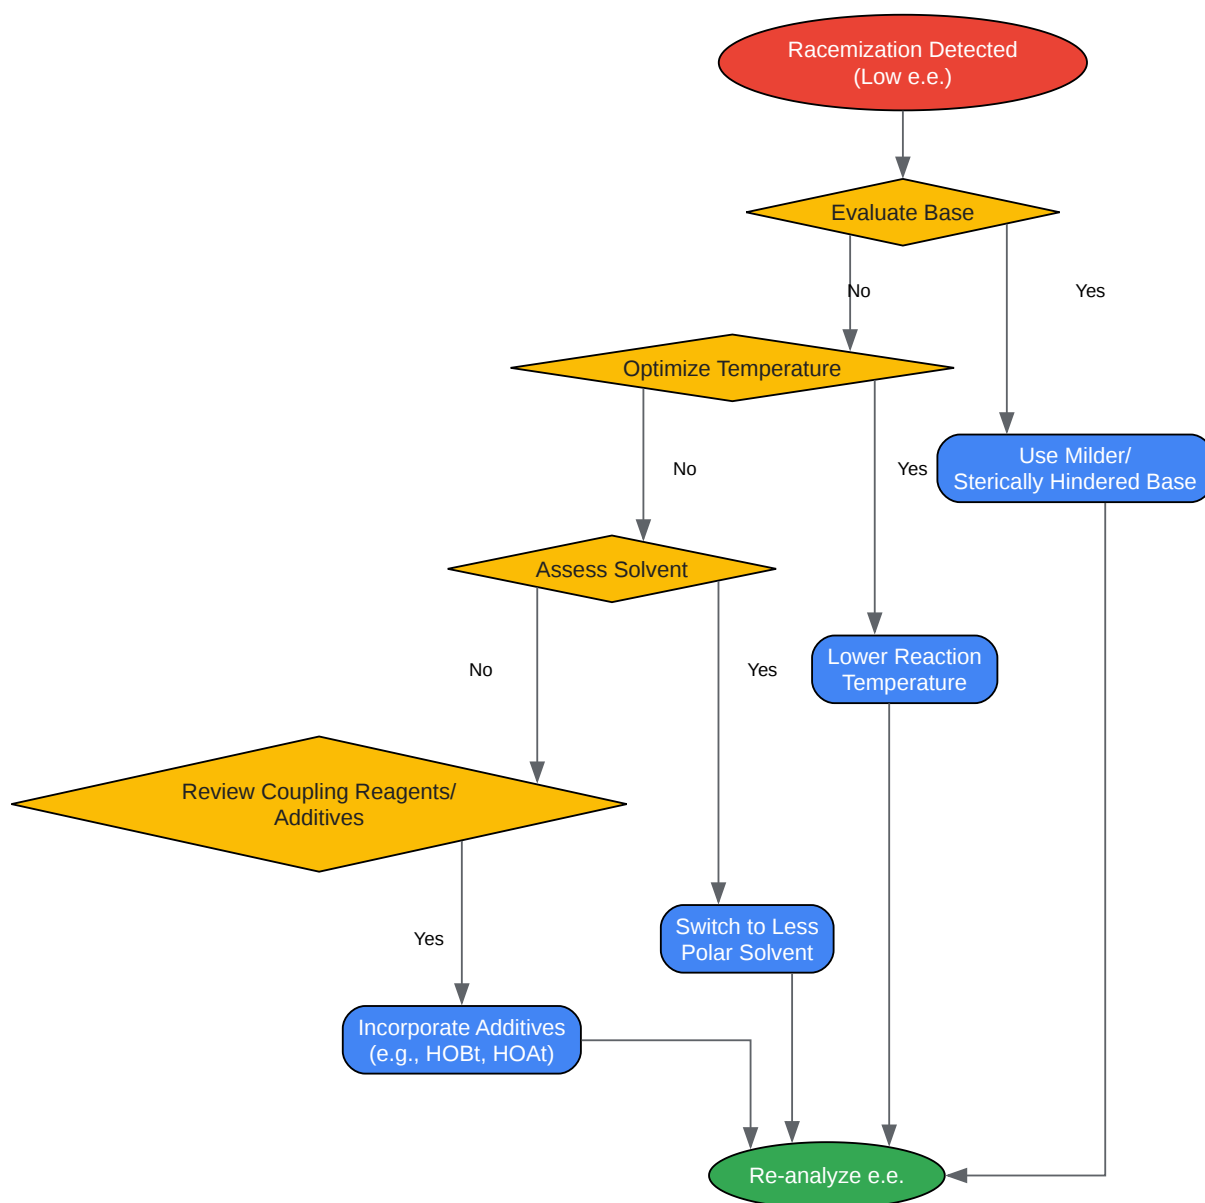 Racemization Detected
(Low e.e.)
Evaluate Base
No
Yes
Optimize Temperature
No
Yes
Use Milder/
Sterically Hindered Base
Assess Solvent
No
Yes
Lower Reaction
Temperature
Review Coupling Reagents/
Additives
Yes
Switch to Less
Polar Solvent
Incorporate Additives
(e.g., HOBt, HOAt)
Re-analyze e.e.